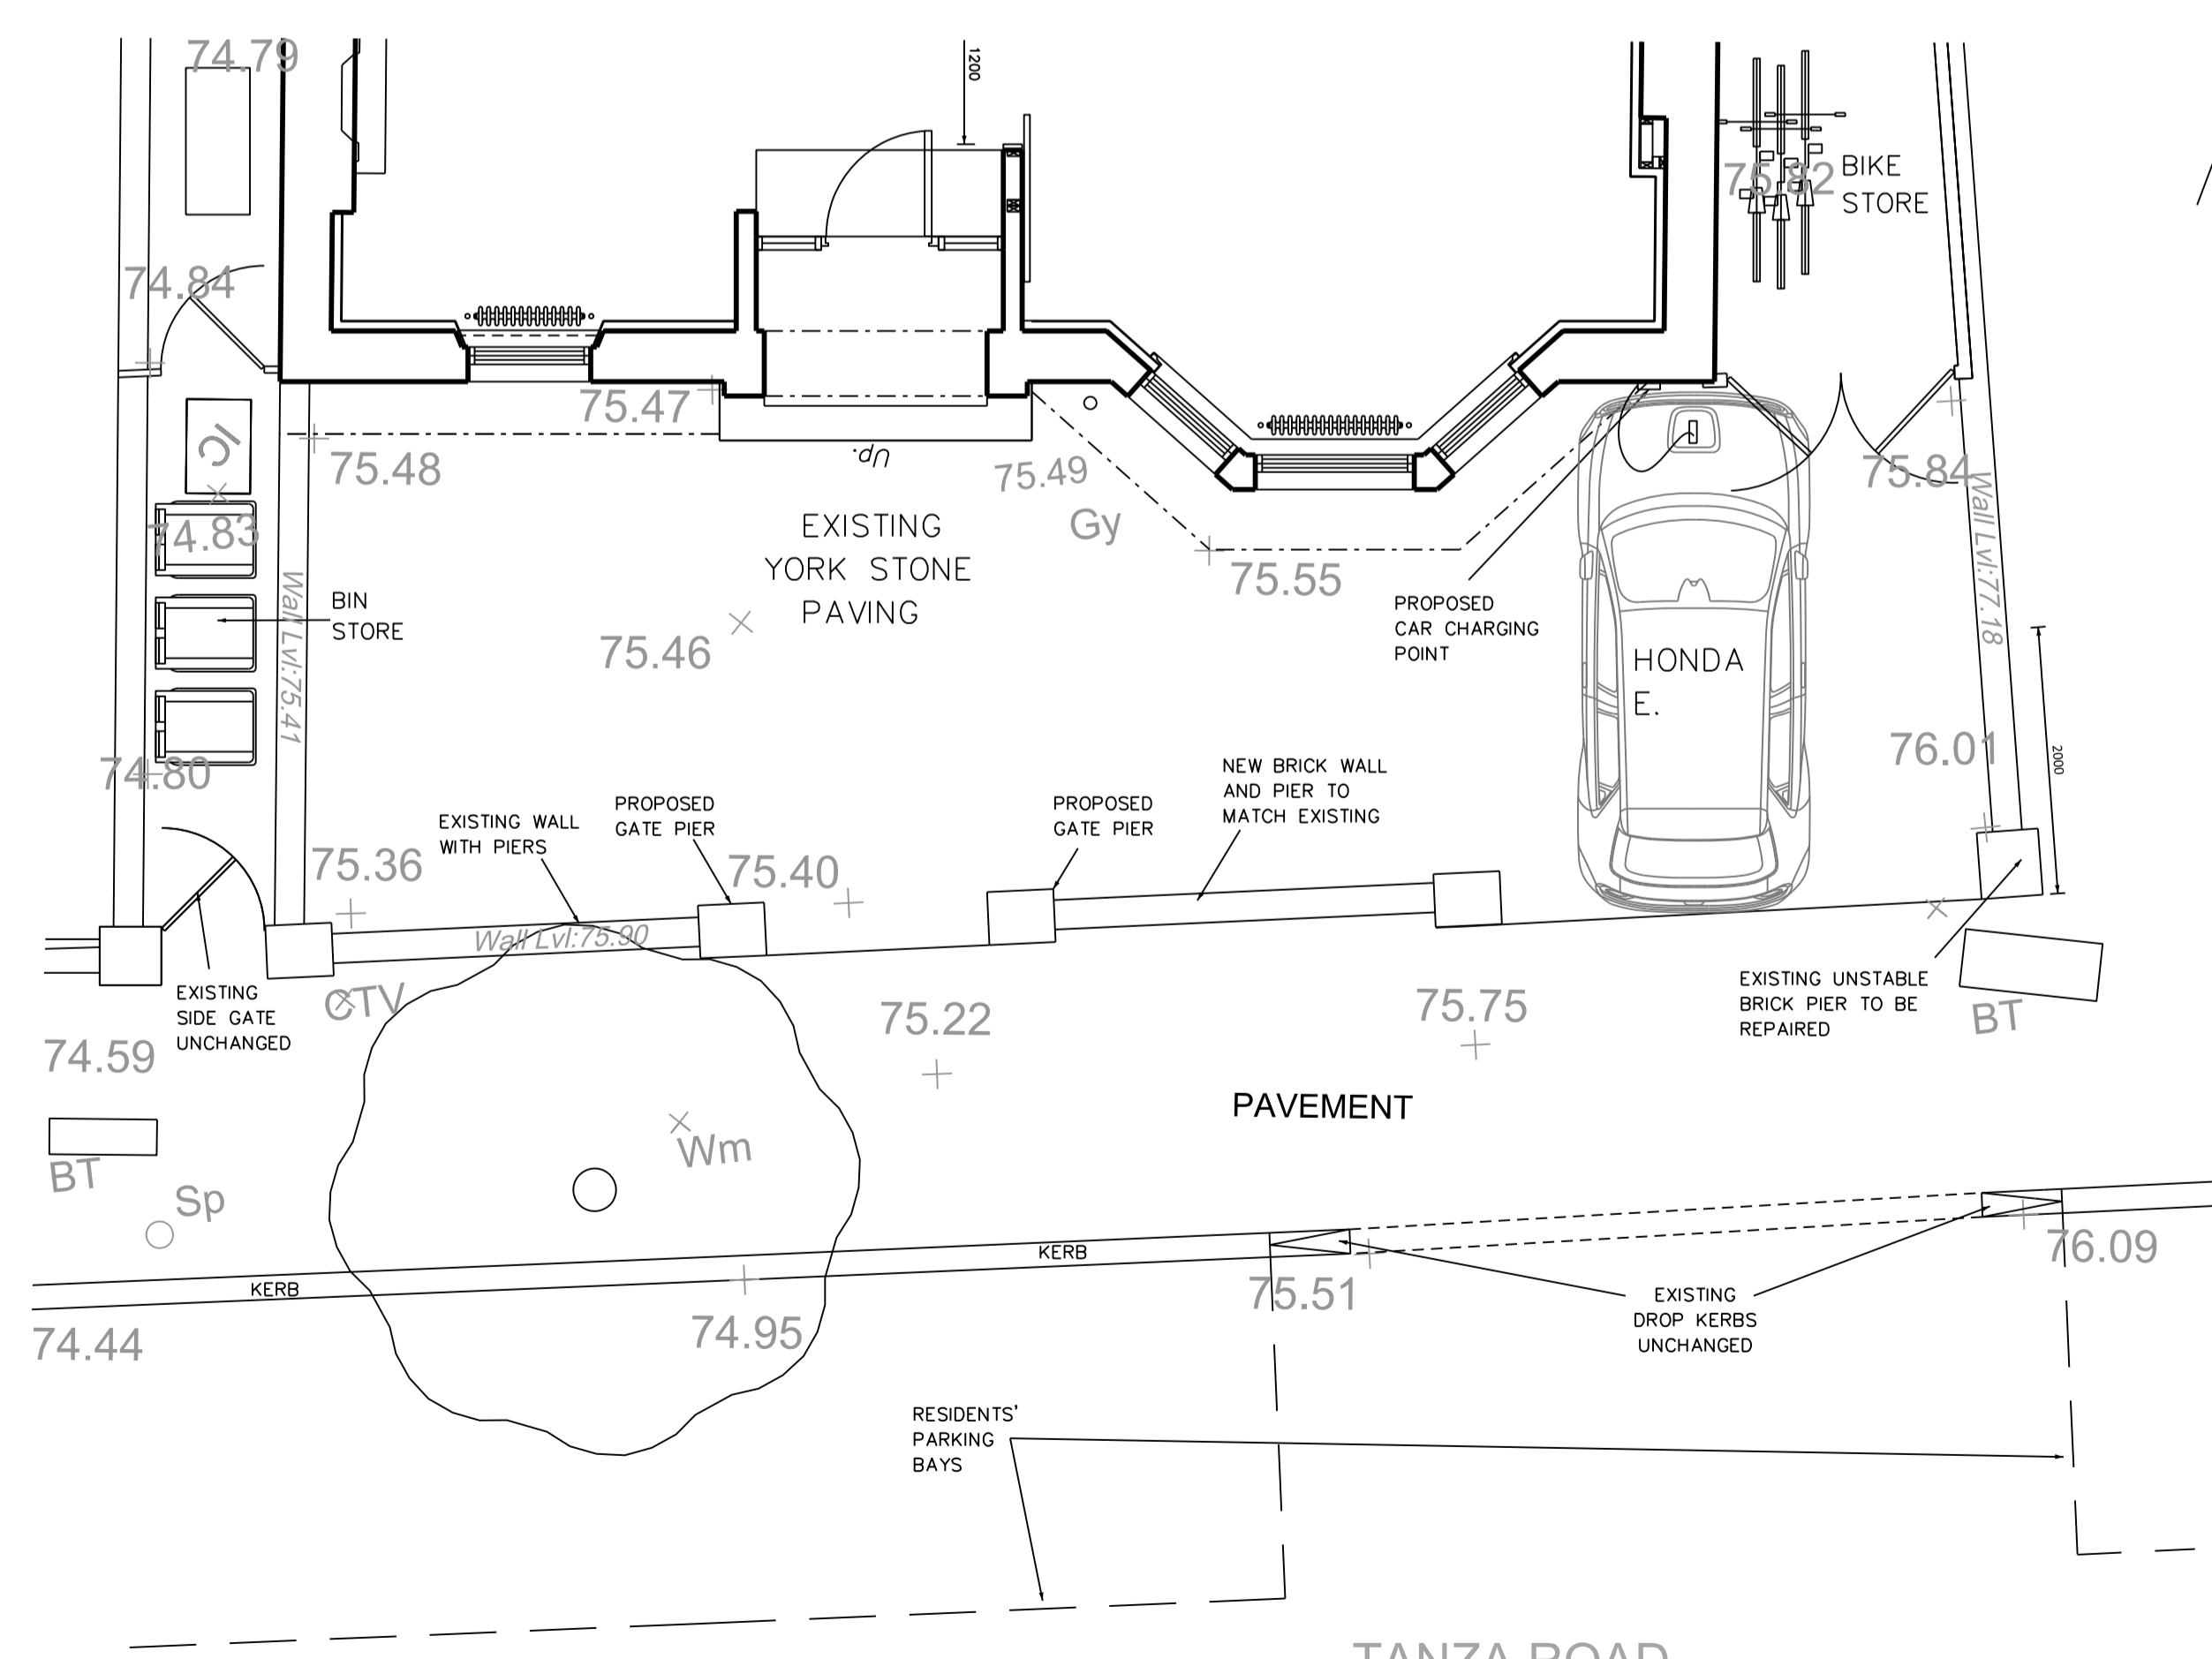 74.79
1200
75.82
BIKE
STORE
74.84
75.47
IC
75.48
UP.
75.49
75.84
Gy
EXISTING
YORK STONE
PAVING
74.83
75.55
Wall Lvl:77.18
BIN
STORE
PROPOSED
CAR CHARGING
POINT
Wall Lvl:75.41
75.46
HONDA
E.
74.80
76.01
2000
NEW BRICK WALL
AND PIER TO
MATCH EXISTING
EXISTING WALL
WITH PIERS
PROPOSED
GATE PIER
PROPOSED
GATE PIER
75.36
75.40
Wall Lvl:75.90
EXISTING
SIDE GATE
UNCHANGED
CTV
EXISTING UNSTABLE
BRICK PIER TO BE
REPAIRED
BT
75.22
75.75
74.59
PAVEMENT
Wm
BT
Sp
KERB
KERB
76.09
75.51
EXISTING
DROP KERBS
UNCHANGED
74.44
74.95
RESIDENTS'
PARKING
BAYS
TANZA ROAD